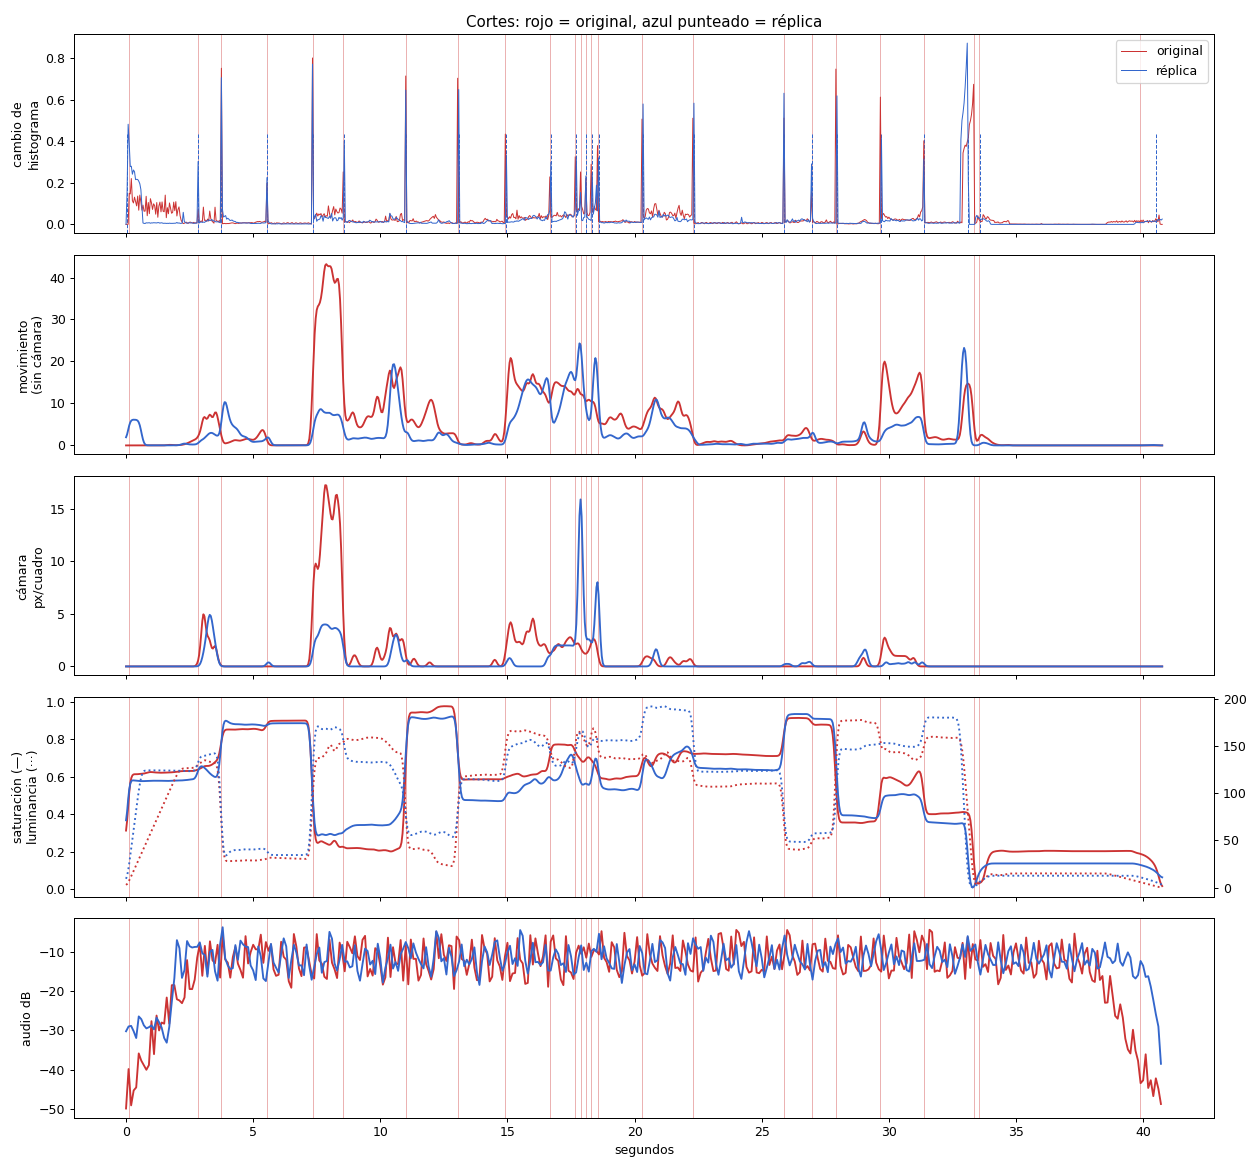 Cortes: rojo = original, azul punteado = réplica
cambio de
histograma
0.8
0.6
0.4
0.2
0.0
original
réplica
movimiento
(sin cámara)
40
30
20
10
0
cámara
px/cuadro
15
10
5
0
saturación (—)
luminancia (···)
1.0
0.8
0.6
0.4
0.2
0.0
200
150
100
50
0
audio dB
−10
−20
−30
−40
−50
0 5 10 15 20 25 30 35 40
segundos